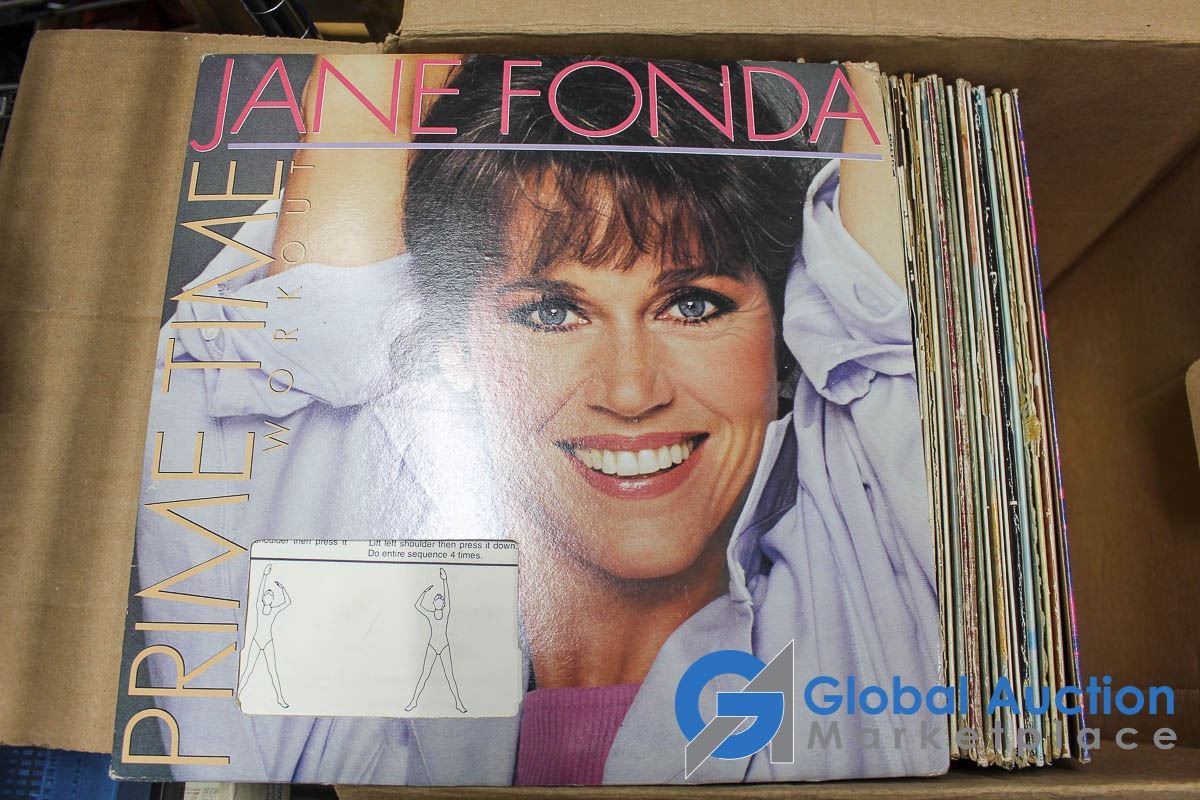 JANE FONDA
PRIME TIME
WORKOUT
shoulder then press it
Lift left shoulder then press it down.
Do entire sequence 4 times.
GA Global Auction
Marketplace